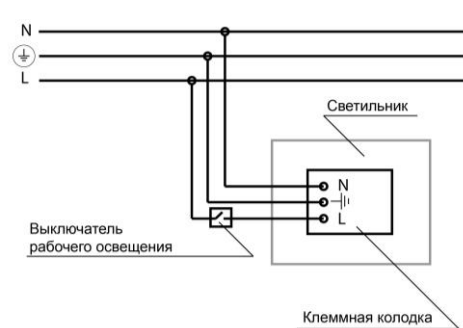 N
L
Светильник
N
L
Выключатель
рабочего освещения
Клеммная колодка